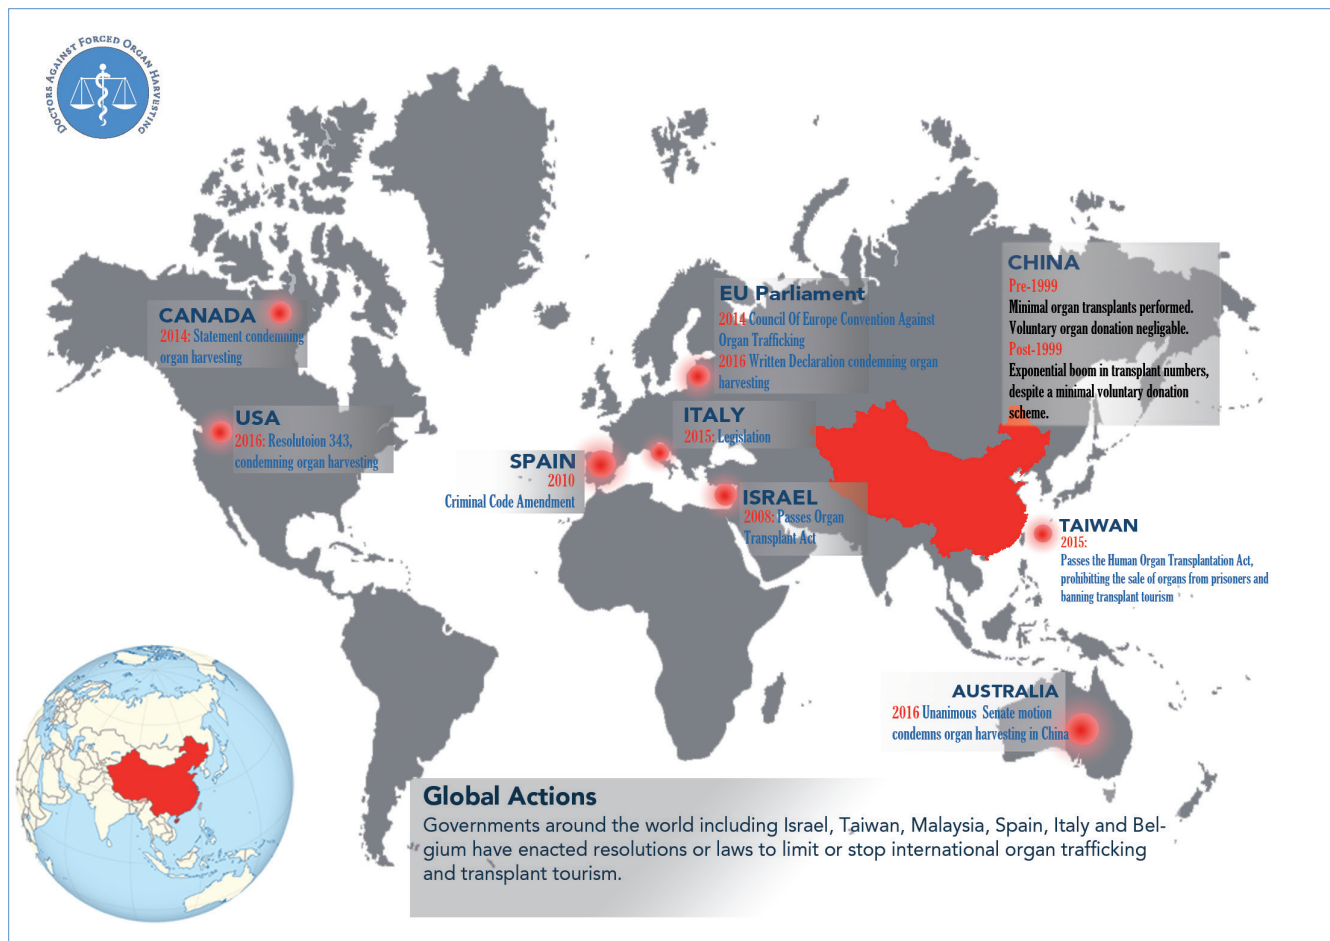 DOCTORS AGAINST FORCED ORGAN HARVESTING
CANADA
2014: Statement condemning
organ harvesting
USA
2016: Resolutoion 343,
condemning organ harvesting
EU Parliament
2014 Council Of Europe Convention Against
Organ Trafficking
2016 Written Declaration condemning organ
harvesting
ITALY
2015: Legislation
SPAIN
2010
Criminal Code Amendment
ISRAEL
2008: Passes Organ
Transplant Act
CHINA
Pre-1999
Minimal organ transplants performed.
Voluntary organ donation negligable.
Post-1999
Exponential boom in transplant numbers,
despite a minimal voluntary donation
scheme.
TAIWAN
2015:
Passes the Human Organ Transplantation Act,
prohibitting the sale of organs from prisoners and
banning transplant tourism
AUSTRALIA
2016 Unanimous Senate motion
condemns organ harvesting in China
Global Actions
Governments around the world including Israel, Taiwan, Malaysia, Spain, Italy and Bel-
gium have enacted resolutions or laws to limit or stop international organ trafficking
and transplant tourism.